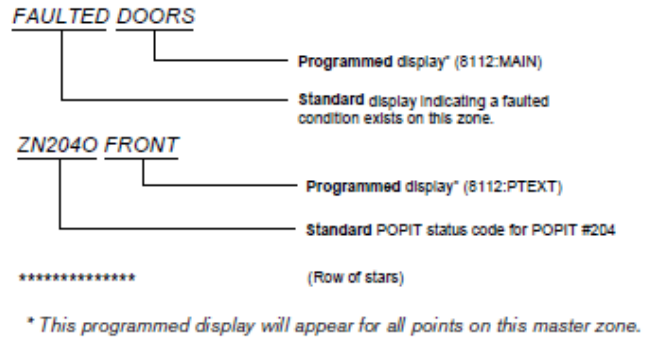 FAULTED DOORS
Programmed display* (8112:MAIN)
Standard display indicating a faulted
condition exists on this zone.
ZN204O FRONT
Programmed display* (8112:PTEXT)
Standard POPIT status code for POPIT #204
************** (Row of stars)
* This programmed display will appear for all points on this master zone.